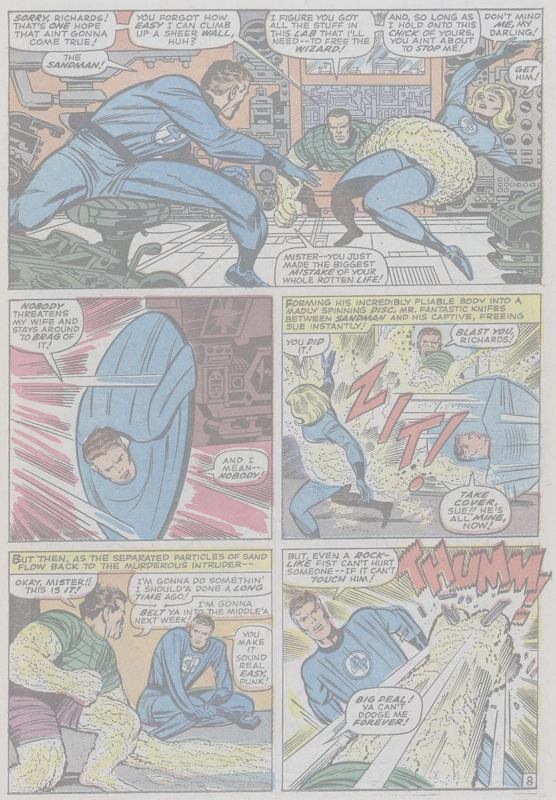 SORRY, RICHARDS!
THAT'S ONE HOPE
THAT AINT GONNA
COME TRUE!
THE
SANDMAN!
YOU FORGOT HOW
EASY I CAN CLIMB
UP A SHEER WALL,
HUH?
I FIGURE YOU GOT
ALL THE STUFF IN
THIS LAB THAT I'LL
NEED--TO FREE THE
WIZARD!
AND, SO LONG AS
I HOLD ONTO THIS
CHICK OF YOURS,
YOU AINT ABOUT
TO STOP ME!
DON'T MIND
ME, MY
DARLING!
GET
HIM!
MISTER--YOU JUST
MADE THE BIGGEST
MISTAKE OF YOUR
WHOLE ROTTEN LIFE!
NOBODY
THREATENS
MY WIFE AND
STAYS AROUND
TO BRAG OF
IT!
AND I
MEAN--
NOBODY!
FORMING HIS INCREDIBLY PLIABLE BODY INTO A
MADLY SPINNING DISC, MR. FANTASTIC KNIFES
BETWEEN SANDMAN AND HIS CAPTIVE, FREEING
SUE INSTANTLY!
YOU DID
IT!
BLAST YOU,
RICHARDS!
ZIT!
TAKE
COVER,
SUE!! HE'S
ALL MINE,
NOW!
BUT THEN, AS THE SEPARATED PARTICLES OF SAND
FLOW BACK TO THE MURDEROUS INTRUDER--
OKAY, MISTER!!
THIS IS IT!
I'M GONNA DO SOMETHIN'
I SHOULD'A DONE A LONG
TIME AGO!
I'M GONNA
BELT YA INTO THE MIDDLE'A
NEXT WEEK!
YOU
MAKE IT
SOUND
REAL
EASY,
PUNK!
BUT, EVEN A ROCK-
LIKE FIST CAN'T HURT
SOMEONE--IF IT CAN'T
TOUCH HIM!
THUMM!
BIG DEAL!
YA CAN'T
DODGE ME
FOREVER!
8